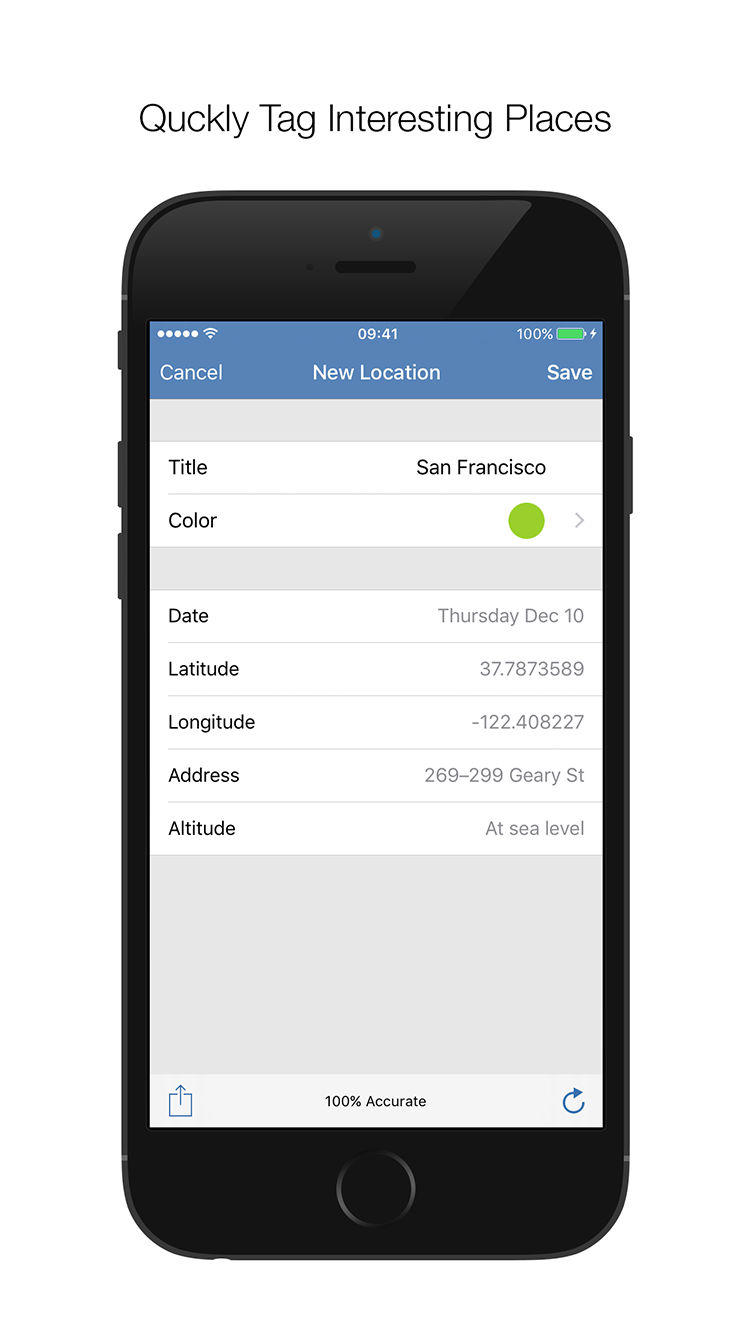 Quckly Tag Interesting Places
09:41 100%
Cancel New Location Save
Title San Francisco
Color
Date Thursday Dec 10
Latitude 37.7873589
Longitude -122.408227
Address 269–299 Geary St
Altitude At sea level
100% Accurate